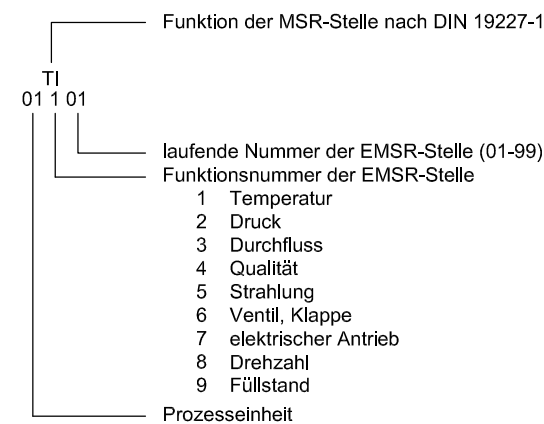 Funktion der MSR-Stelle nach DIN 19227-1
TI
01 1 01
laufende Nummer der EMSR-Stelle (01-99)
Funktionsnummer der EMSR-Stelle
1 Temperatur
2 Druck
3 Durchfluss
4 Qualität
5 Strahlung
6 Ventil, Klappe
7 elektrischer Antrieb
8 Drehzahl
9 Füllstand
Prozesseinheit